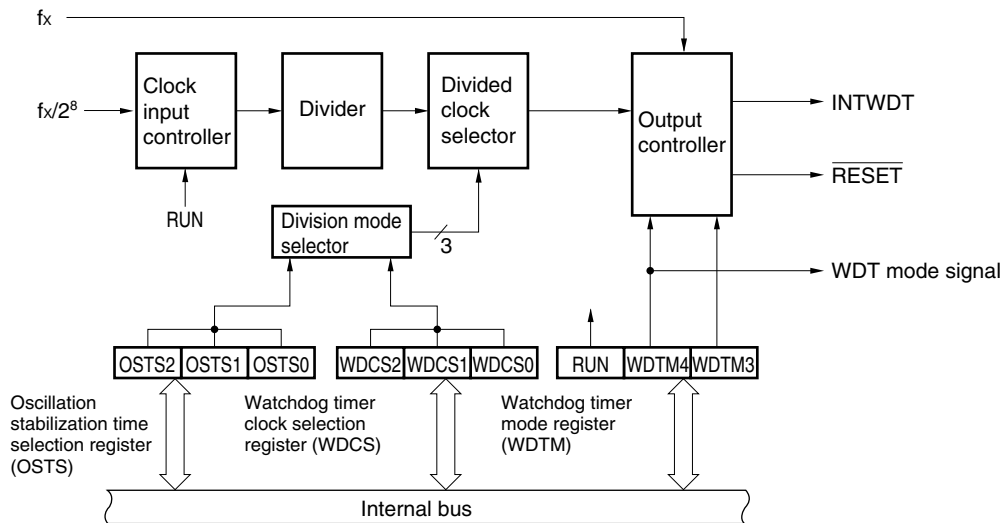 fX
fX/2⁸
Clock
input
controller
Divider
Divided
clock
selector
Output
controller
INTWDT
RESET
RUN
Division mode
selector
3
WDT mode signal
OSTS2 OSTS1 OSTS0
WDCS2 WDCS1 WDCS0
RUN WDTM4 WDTM3
Oscillation
stabilization time
selection register
(OSTS)
Watchdog timer
clock selection
register (WDCS)
Watchdog timer
mode register
(WDTM)
Internal bus